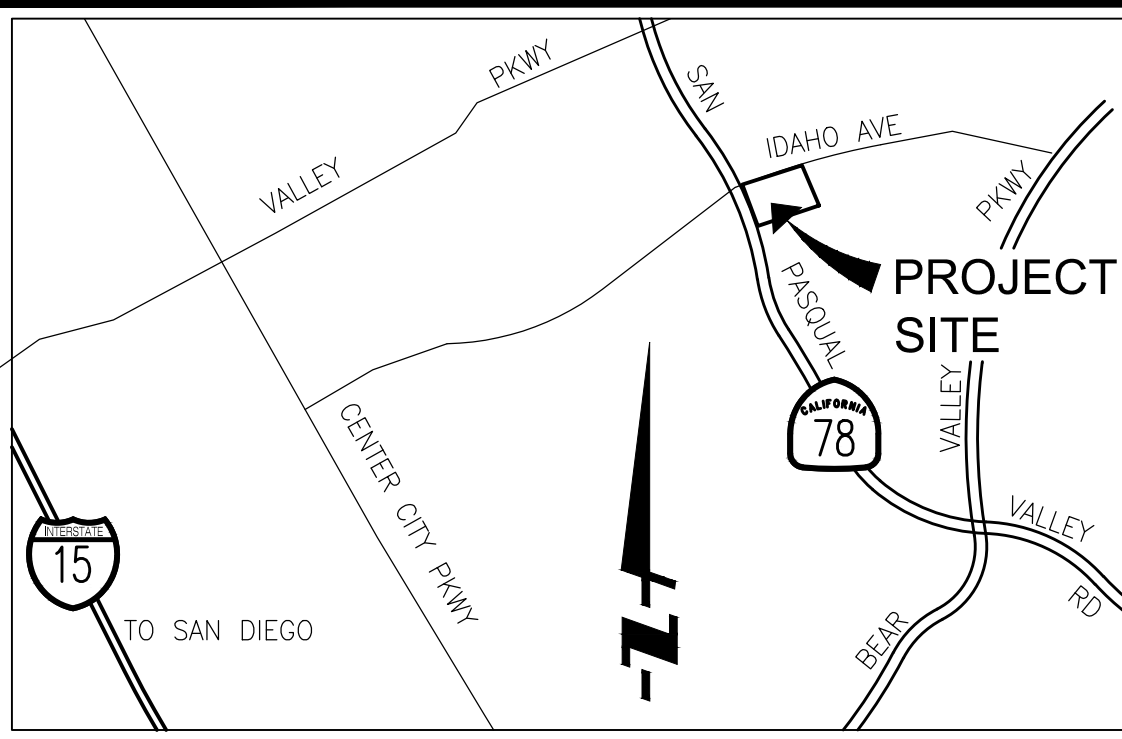 PKWY
SAN
IDAHO AVE
VALLEY
PKWY
PROJECT
SITE
PASQUAL
CALIFORNIA
78
VALLEY
CENTER CITY PKWY
VALLEY
RD
INTERSTATE
15
TO SAN DIEGO
BEAR
N